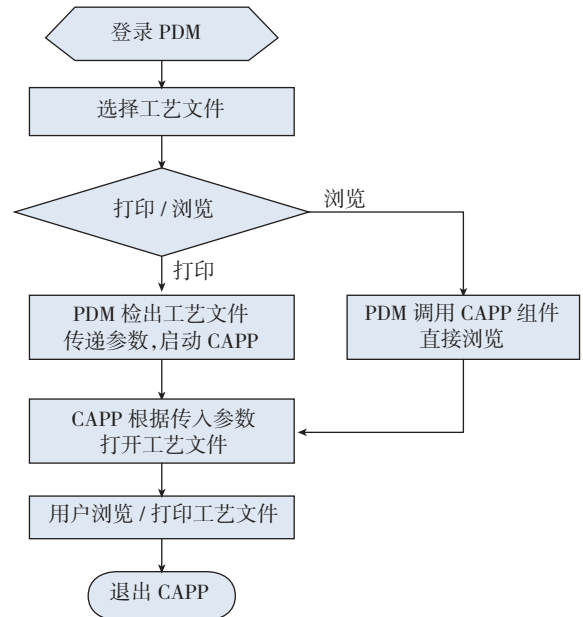 登录 PDM
选择工艺文件
打印 / 浏览
浏览
打印
PDM 检出工艺文件
传递参数,启动 CAPP
PDM 调用 CAPP 组件
直接浏览
CAPP 根据传入参数
打开工艺文件
用户浏览 / 打印工艺文件
退出 CAPP